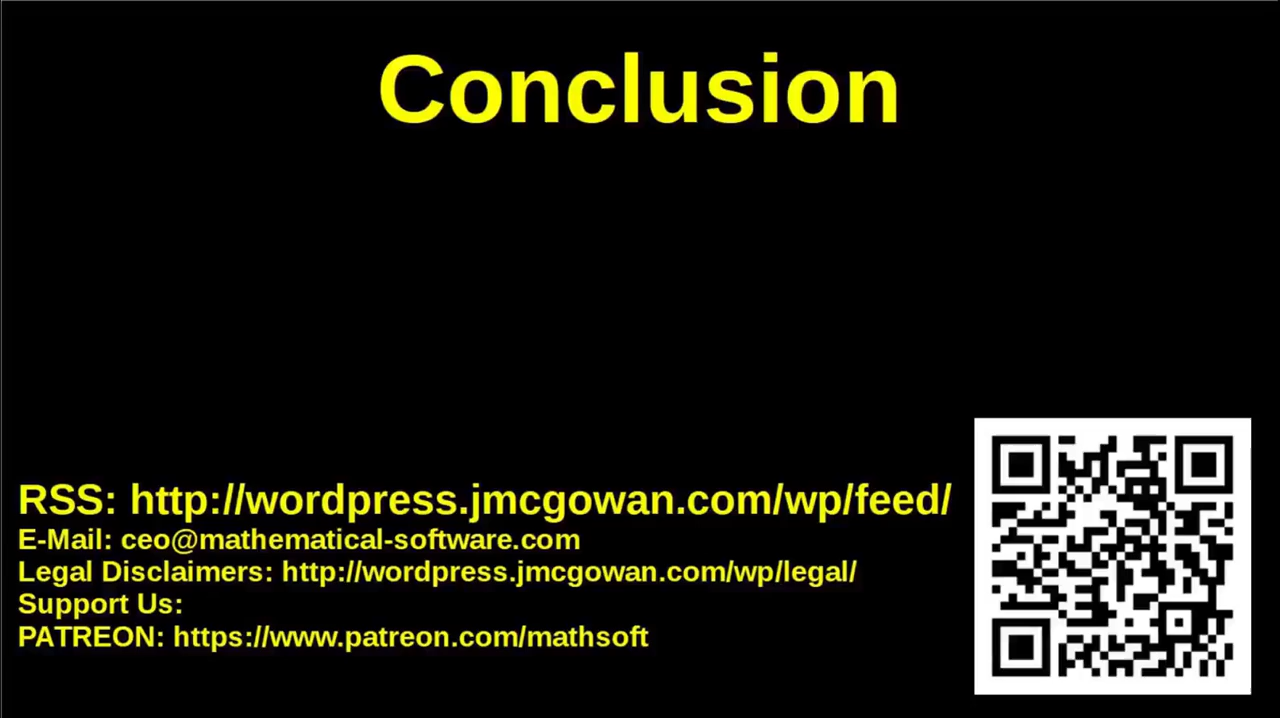 Conclusion
RSS: http://wordpress.jmcgowan.com/wp/feed/
E-Mail: ceo@mathematical-software.com
Legal Disclaimers: http://wordpress.jmcgowan.com/wp/legal/
Support Us:
PATREON: https://www.patreon.com/mathsoft